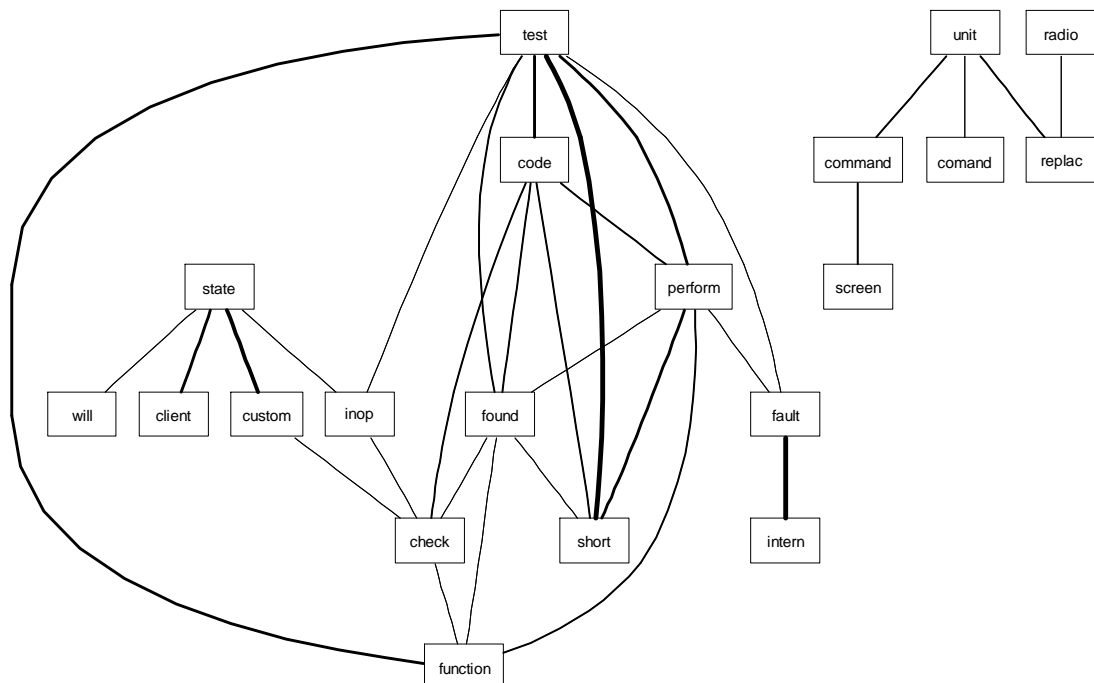 test
unit
radio
code
command
comand
replac
state
perform
screen
will
client
custom
inop
found
fault
check
short
intern
function